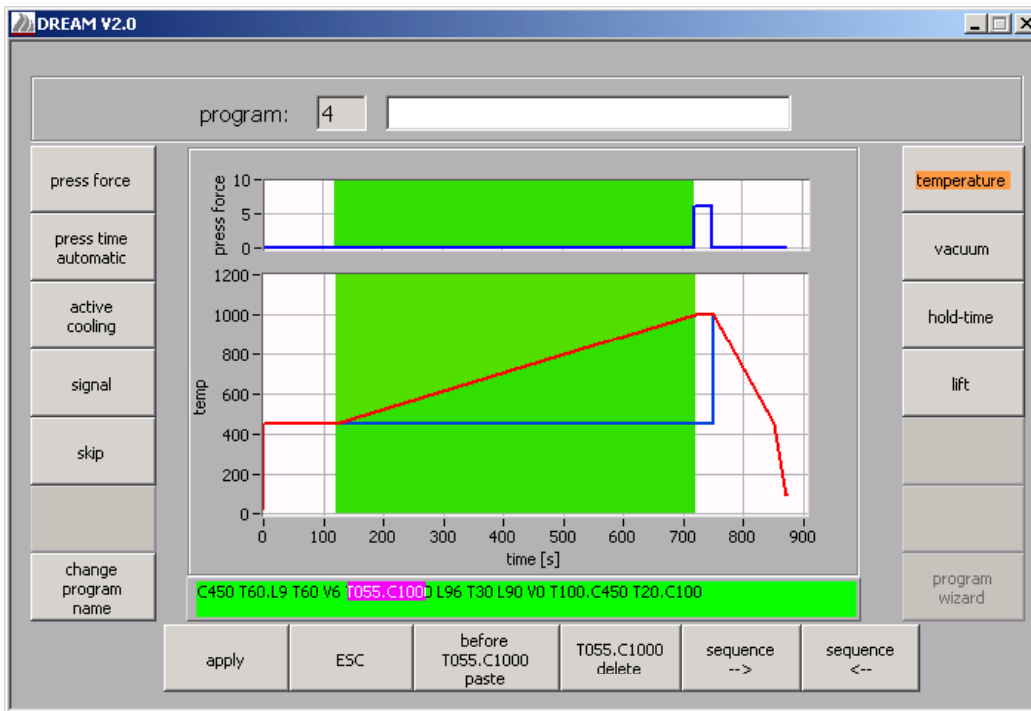 DREAM V2.0
program: 4
press force
press time
automatic
active
cooling
signal
skip
change
program
name
press force
10
5
0
temp
1200
1000
800
600
400
200
0
0 100 200 300 400 500 600 700 800 900
time [s]
C450 T60.L9 T60 V6 T055.C1000 L96 T30 L90 V0 T100.C450 T20.C100
temperature
vacuum
hold-time
lift
program
wizard
apply
ESC
before
T055.C1000
paste
T055.C1000
delete
sequence
-->
sequence
<--